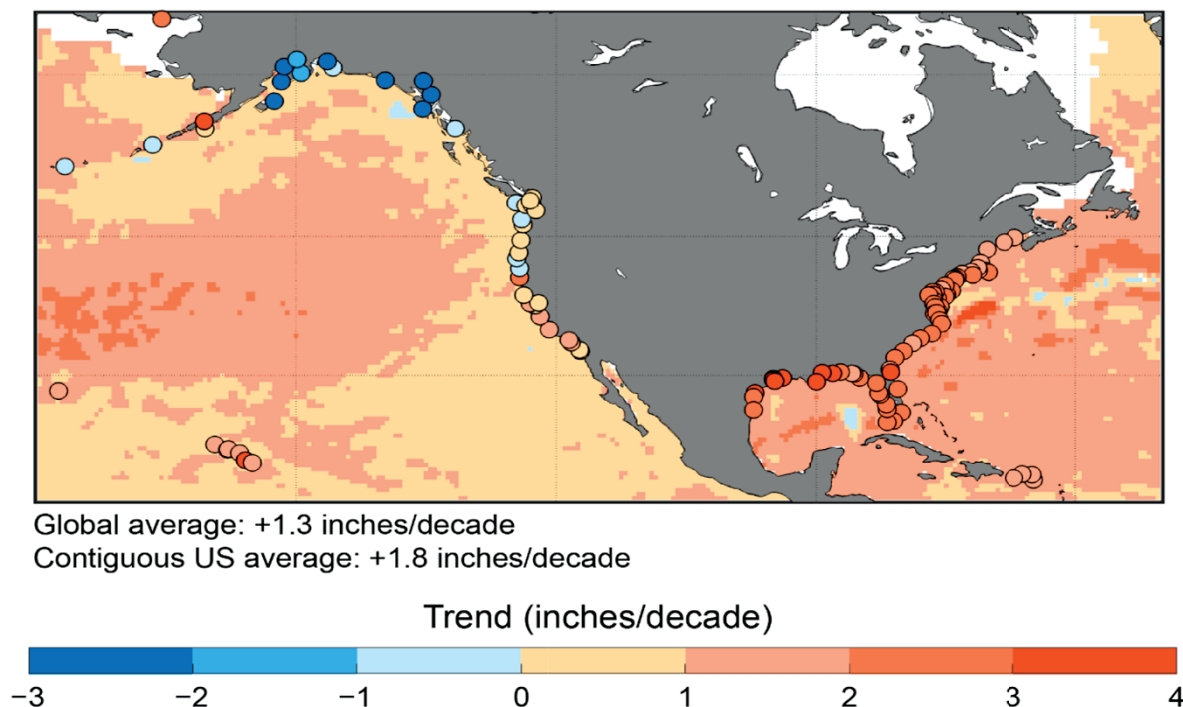 Global average: +1.3 inches/decade
Contiguous US average: +1.8 inches/decade
Trend (inches/decade)
−3 −2 −1 0 1 2 3 4